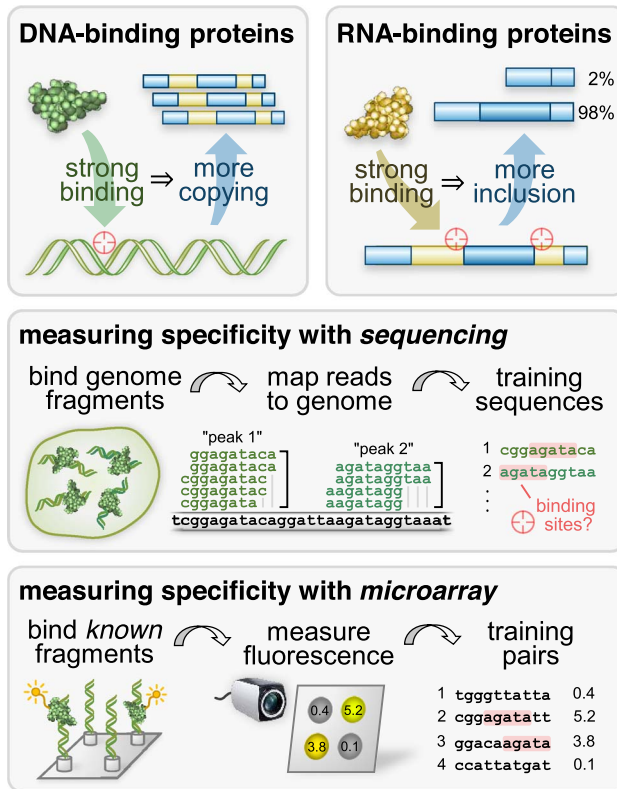 DNA-binding proteins
strong
binding
⇒
more
copying
RNA-binding proteins
2%
98%
strong
binding
⇒
more
inclusion
measuring specificity with sequencing
bind genome
fragments
map reads
to genome
training
sequences
"peak 1"
ggagataca
ggagataca
cggagatac
cggagatac
cggagata
"peak 2"
agataggtaa
agataggtaa
aagatagg
aagatagg
tcggagatacaggattaagataggtaaat
1 cggagataca
2 agataggtaa
binding
sites?
measuring specificity with microarray
bind known
fragments
measure
fluorescence
training
pairs
0.4 5.2
3.8 0.1
1 tgggttatta 0.4
2 cggagatatt 5.2
3 ggacaagata 3.8
4 ccattatgat 0.1